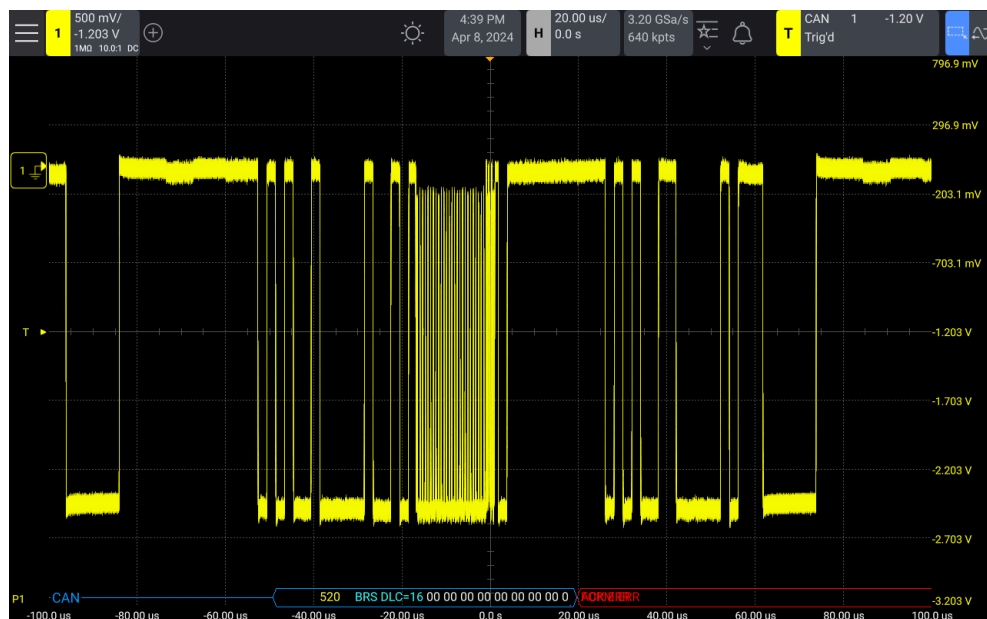 1
500 mV/
-1.203 V
1MΩ 10.0:1 DC
4:39 PM
Apr 8, 2024
H
20.00 us/
0.0 s
3.20 GSa/s
640 kpts
T
CAN 1 -1.20 V
Trig'd
796.9 mV
296.9 mV
1
-203.1 mV
-703.1 mV
T
-1.203 V
-1.703 V
-2.203 V
-2.703 V
P1
CAN
520 BRS DLC=16 00 00 00 00 00 00 00 00 0
-3.203 V
-100.0 us -80.00 us -60.00 us -40.00 us -20.00 us 0.0 s 20.00 us 40.00 us 60.00 us 80.00 us 100.0 us